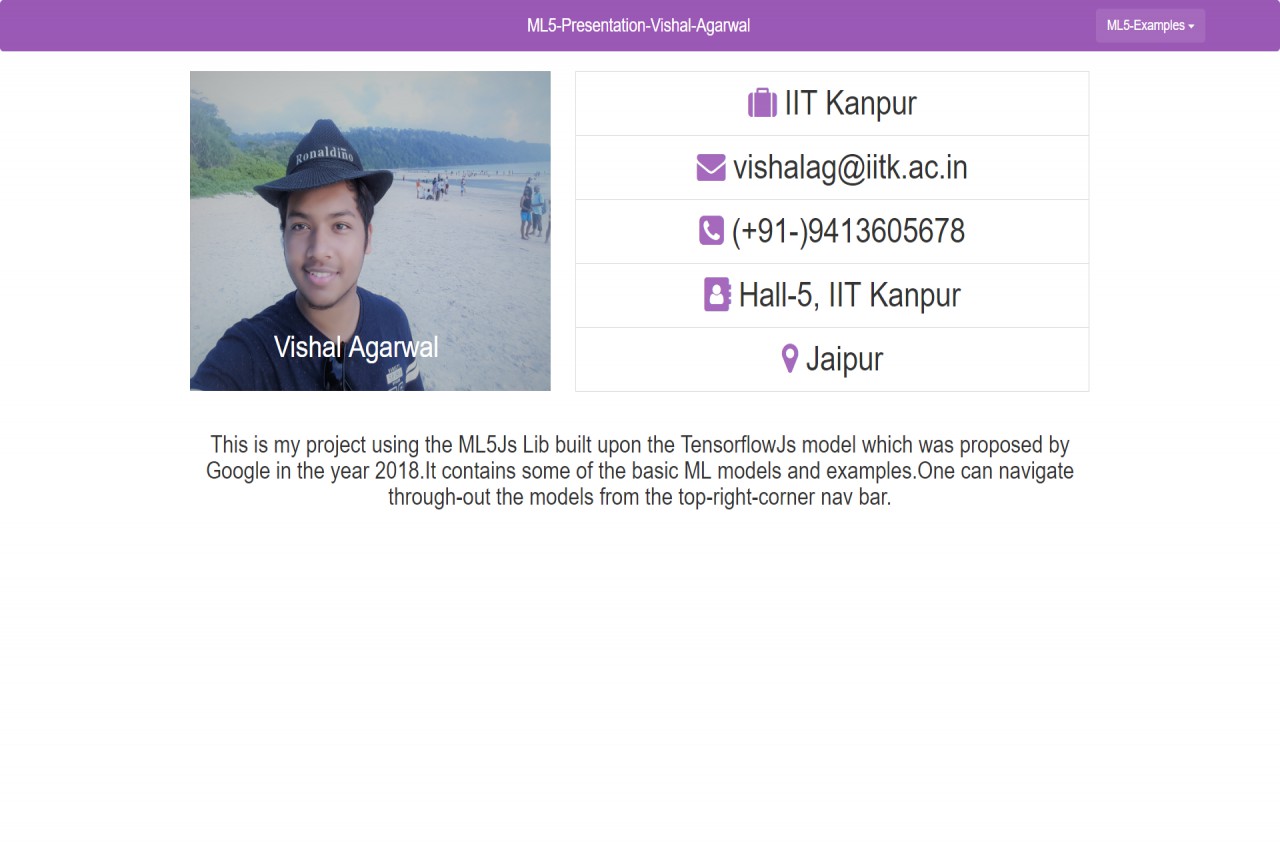 ML5-Presentation-Vishal-Agarwal
ML5-Examples
Ronaldino
Vishal Agarwal
IIT Kanpur
vishalag@iitk.ac.in
(+91-)9413605678
Hall-5, IIT Kanpur
Jaipur
This is my project using the ML5Js Lib built upon the TensorflowJs model which was proposed by
Google in the year 2018.It contains some of the basic ML models and examples.One can navigate
through-out the models from the top-right-corner nav bar.